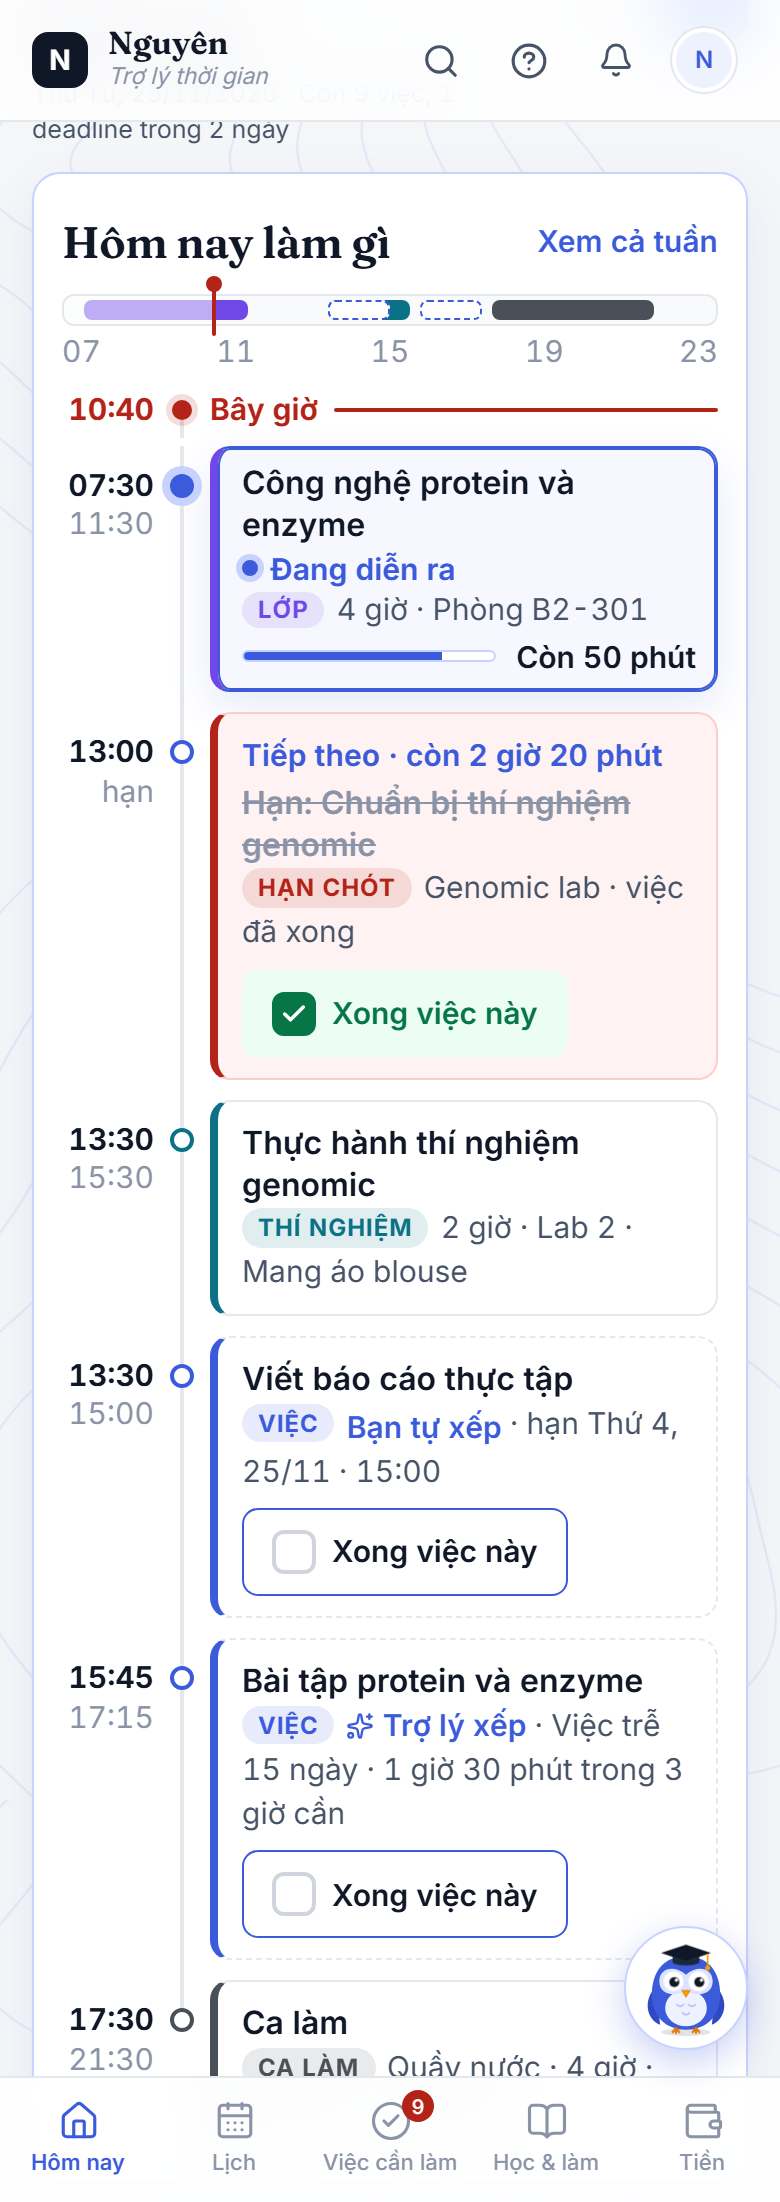 N
Nguyên
Trợ lý thời gian
N
deadline trong 2 ngày
Hôm nay làm gì
Xem cả tuần
07 11 15 19 23
10:40 Bây giờ
07:30
11:30
Công nghệ protein và
enzyme
Đang diễn ra
LỚP 4 giờ · Phòng B2-301
Còn 50 phút
13:00
hạn
Tiếp theo · còn 2 giờ 20 phút
Hạn: Chuẩn bị thí nghiệm
genomic
HẠN CHÓT Genomic lab · việc
đã xong
Xong việc này
13:30
15:30
Thực hành thí nghiệm
genomic
THÍ NGHIỆM 2 giờ · Lab 2 ·
Mang áo blouse
13:30
15:00
Viết báo cáo thực tập
VIỆC Bạn tự xếp · hạn Thứ 4,
25/11 · 15:00
Xong việc này
15:45
17:15
Bài tập protein và enzyme
VIỆC Trợ lý xếp · Việc trễ
15 ngày · 1 giờ 30 phút trong 3
giờ cần
Xong việc này
17:30
21:30
Ca làm
CA LÀM Quầy nước · 4 giờ ·
9
Hôm nay
Lịch
Việc cần làm
Học & làm
Tiền